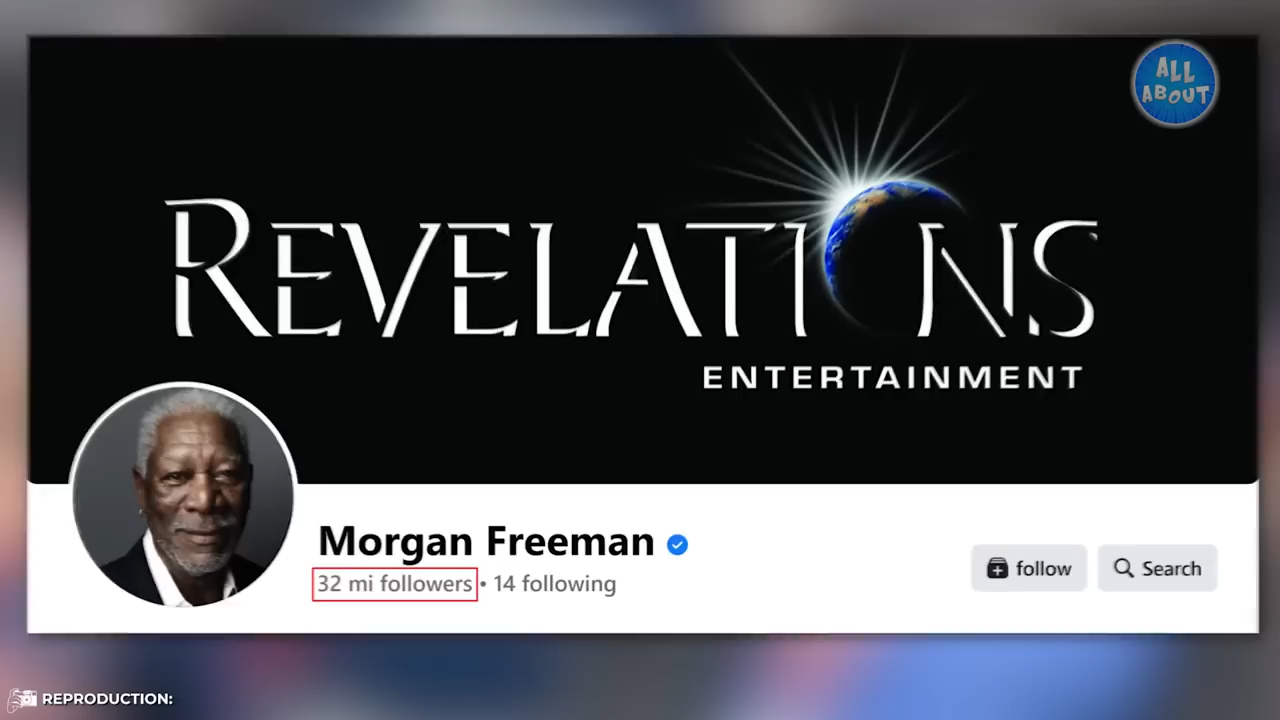 ALL
ABOUT
REVELATIONS
ENTERTAINMENT
Morgan Freeman
32 mi followers • 14 following
follow
Search
REPRODUCTION: